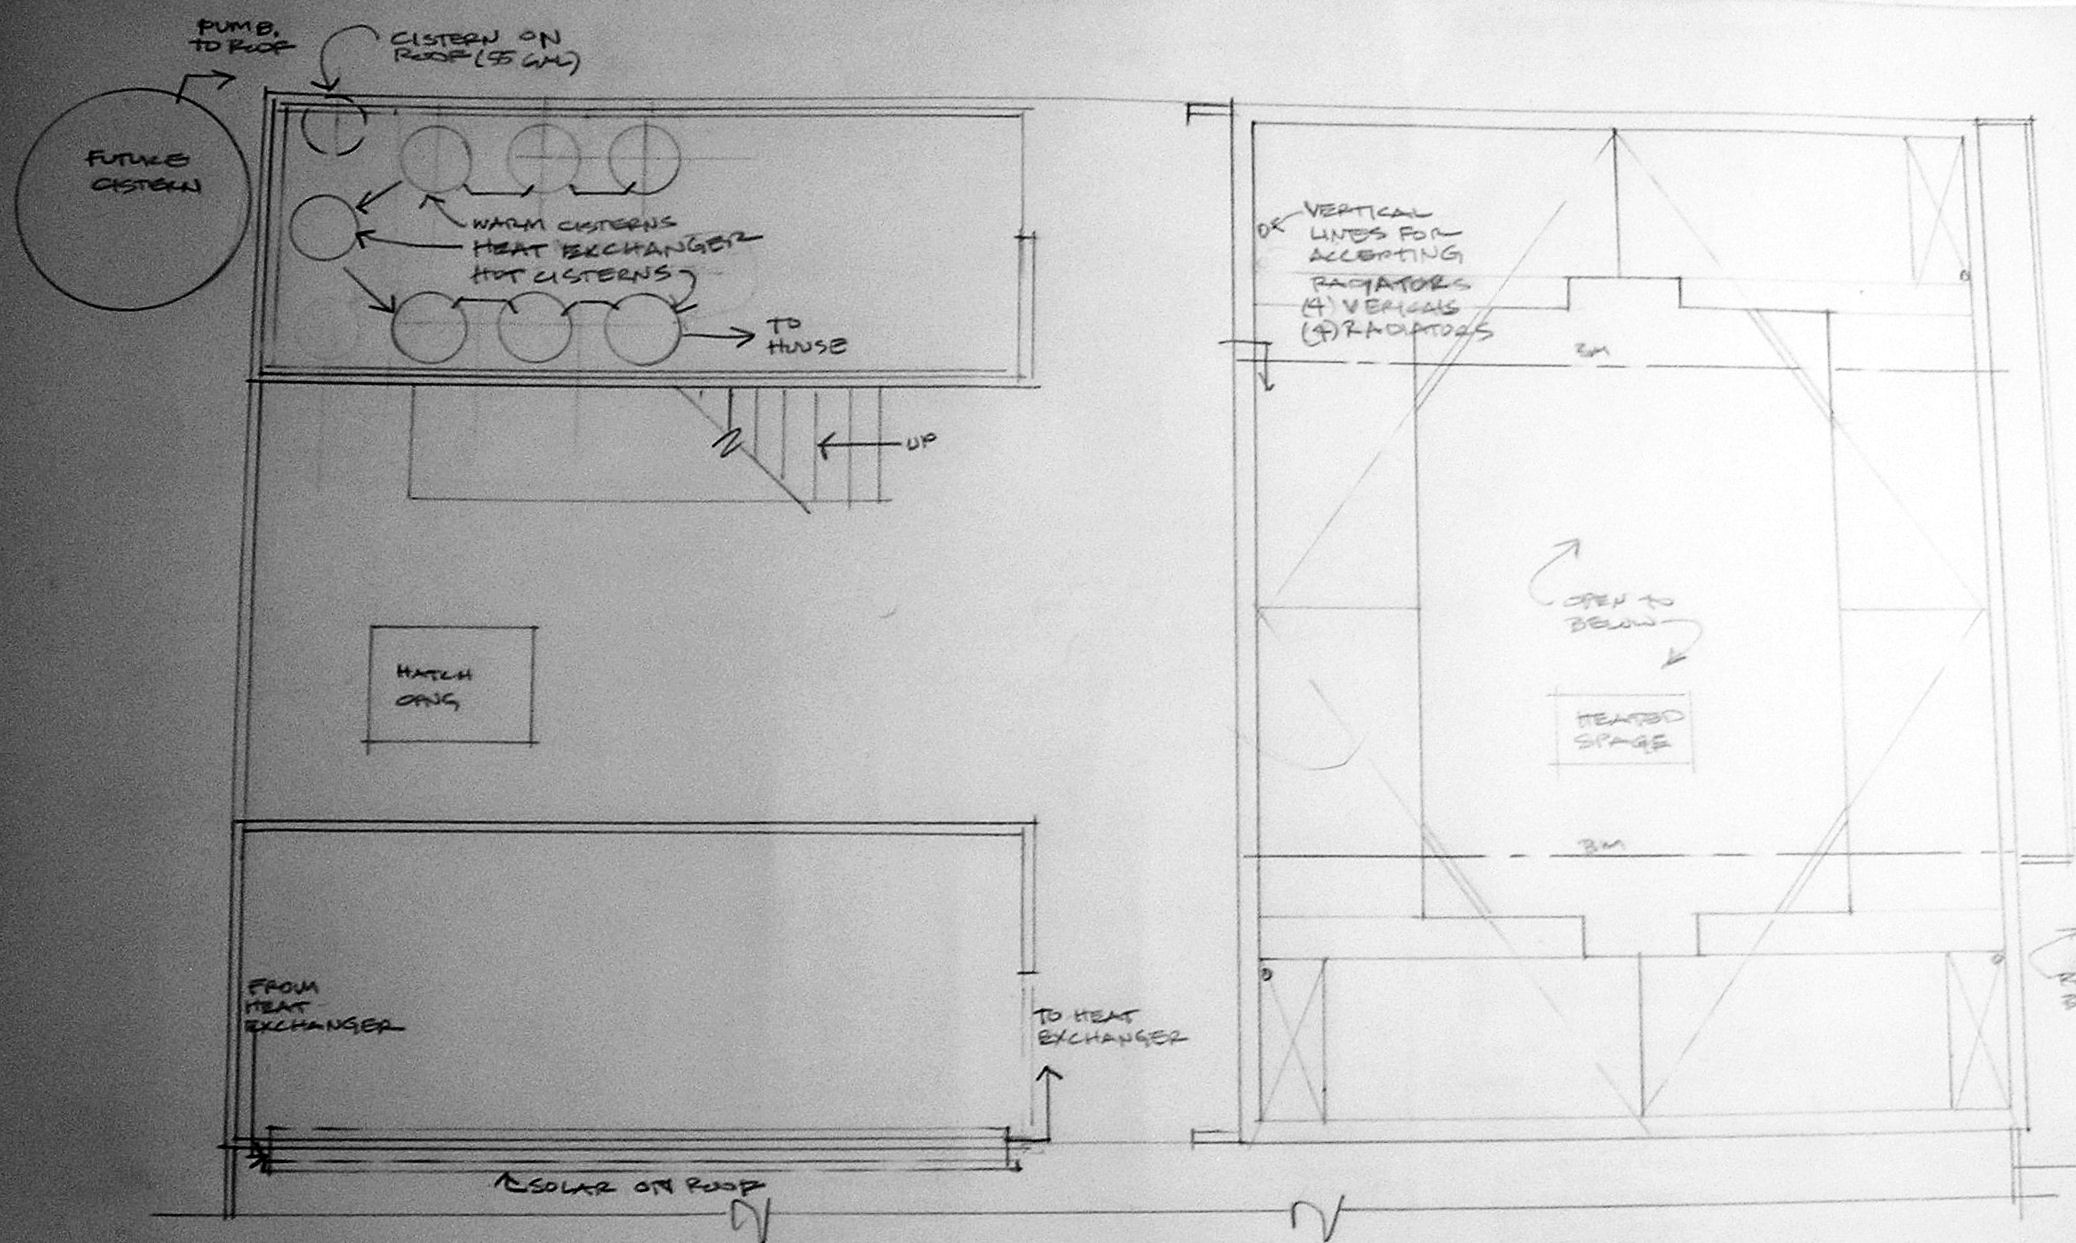 PUMB.
TO ROOF
CISTERN ON
ROOF (55 GAL)
FUTURE
CISTERN
WARM CISTERNS
HEAT EXCHANGER
HOT CISTERNS
TO
HOUSE
UP
HATCH
OPNG
FROM
HEAT
EXCHANGER
TO HEAT
EXCHANGER
SOLAR ON ROOF
VERTICAL
LINES FOR
ACCEPTING
RADIATORS
(4) VERTICALS
(4) RADIATORS
BM
OPEN TO
BELOW
HEATED
SPACE
BM